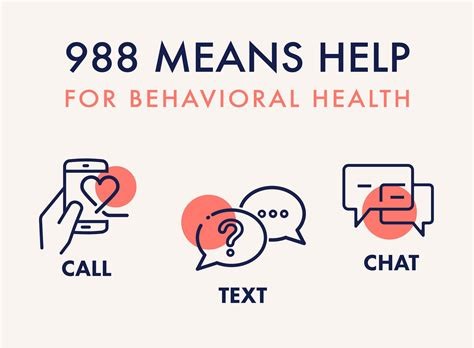 988 MEANS HELP
FOR BEHAVIORAL HEALTH
CALL
TEXT
CHAT